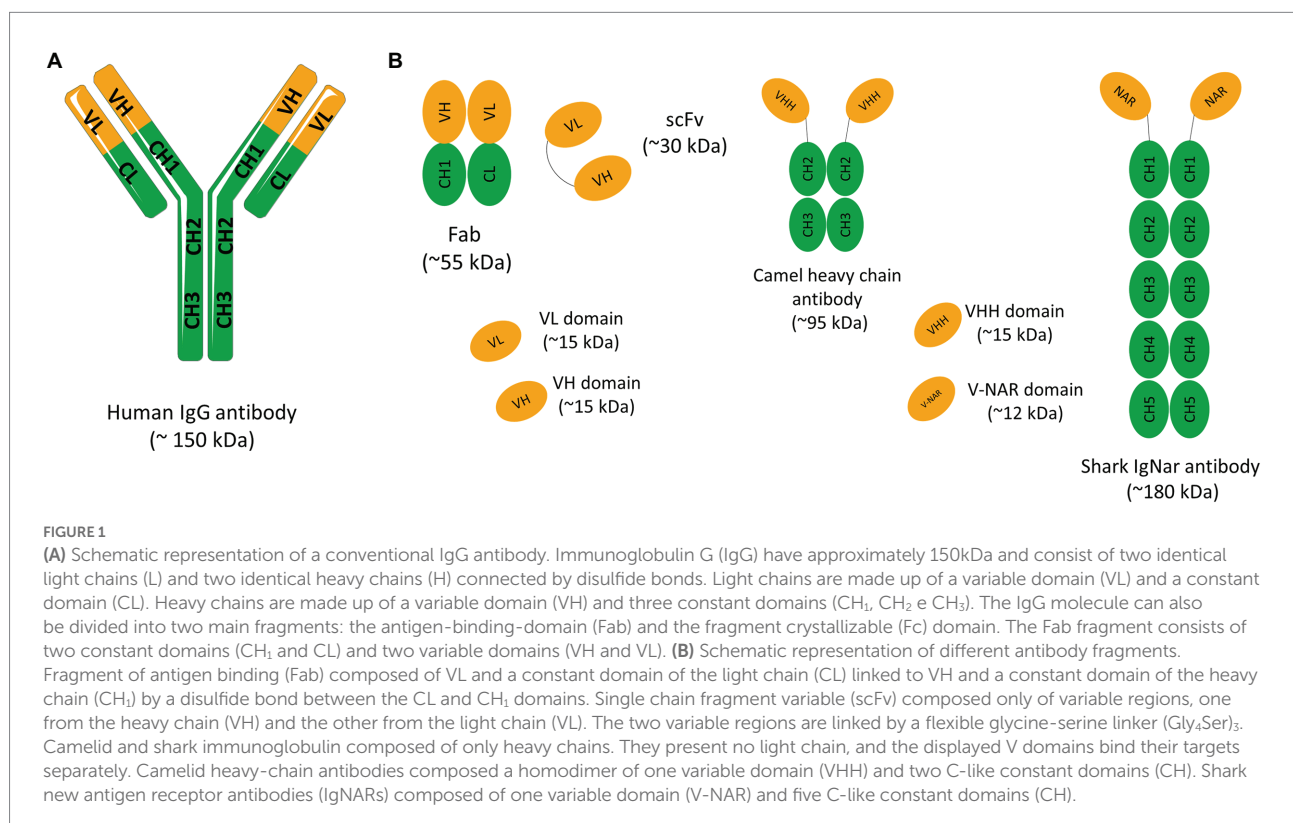 A
VH
VL
CH1
CL
VH
VL
CH1
CL
CH2
CH2
CH3
CH3
Human IgG antibody
(~ 150 kDa)
B
VH
VL
CH1
CL
Fab
(~55 kDa)
VL
VH
scFv
(~30 kDa)
VL
VL domain
(~15 kDa)
VH
VH domain
(~15 kDa)
VHH
VHH
CH2
CH2
CH3
CH3
Camel heavy chain
antibody
(~95 kDa)
VHH
VHH domain
(~15 kDa)
V-NAR
V-NAR domain
(~12 kDa)
NAR
NAR
CH1
CH1
CH2
CH2
CH3
CH3
CH4
CH4
CH5
CH5
Shark IgNar antibody
(~180 kDa)
FIGURE 1
(A) Schematic representation of a conventional IgG antibody. Immunoglobulin G (IgG) have approximately 150kDa and consist of two identical
light chains (L) and two identical heavy chains (H) connected by disulfide bonds. Light chains are made up of a variable domain (VL) and a constant
domain (CL). Heavy chains are made up of a variable domain (VH) and three constant domains (CH₁, CH₂ e CH₃). The IgG molecule can also
be divided into two main fragments: the antigen-binding-domain (Fab) and the fragment crystallizable (Fc) domain. The Fab fragment consists of
two constant domains (CH₁ and CL) and two variable domains (VH and VL). (B) Schematic representation of different antibody fragments.
Fragment of antigen binding (Fab) composed of VL and a constant domain of the light chain (CL) linked to VH and a constant domain of the heavy
chain (CH₁) by a disulfide bond between the CL and CH₁ domains. Single chain fragment variable (scFv) composed only of variable regions, one
from the heavy chain (VH) and the other from the light chain (VL). The two variable regions are linked by a flexible glycine-serine linker (Gly₄Ser)₃.
Camelid and shark immunoglobulin composed of only heavy chains. They present no light chain, and the displayed V domains bind their targets
separately. Camelid heavy-chain antibodies composed a homodimer of one variable domain (VHH) and two C-like constant domains (CH). Shark
new antigen receptor antibodies (IgNARs) composed of one variable domain (V-NAR) and five C-like constant domains (CH).